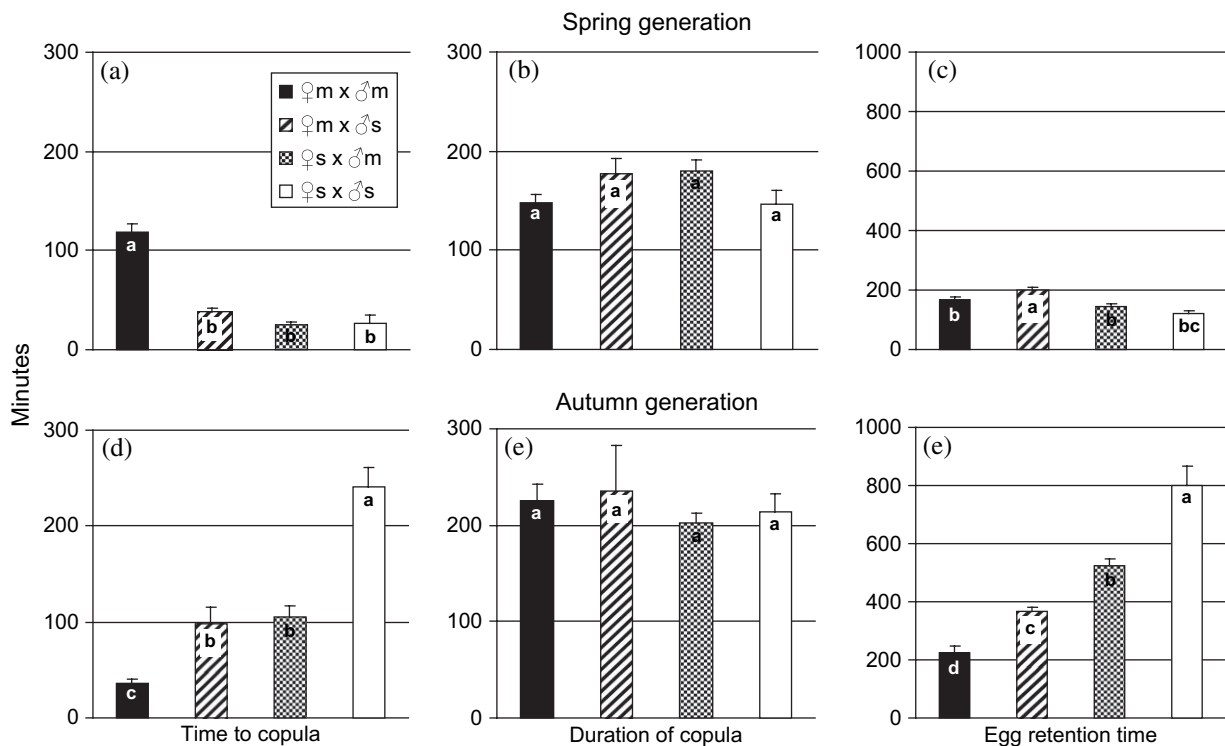 Spring generation
(a)
♀m x ♂m
♀m x ♂s
♀s x ♂m
♀s x ♂s
300
200
100
0
a
b
b
b
(b)
300
200
100
0
a
a
a
a
(c)
1000
800
600
400
200
0
b
a
b
bc
Minutes
Autumn generation
(d)
300
200
100
0
c
b
b
a
Time to copula
(e)
300
200
100
0
a
a
a
a
Duration of copula
(e)
1000
800
600
400
200
0
d
c
b
a
Egg retention time